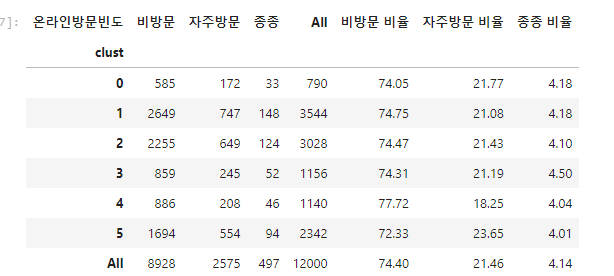 7]: 온라인방문빈도 비방문 자주방문 종종 All 비방문 비율 자주방문 비율 종종 비율
clust
0 585 172 33 790 74.05 21.77 4.18
1 2649 747 148 3544 74.75 21.08 4.18
2 2255 649 124 3028 74.47 21.43 4.10
3 859 245 52 1156 74.31 21.19 4.50
4 886 208 46 1140 77.72 18.25 4.04
5 1694 554 94 2342 72.33 23.65 4.01
All 8928 2575 497 12000 74.40 21.46 4.14